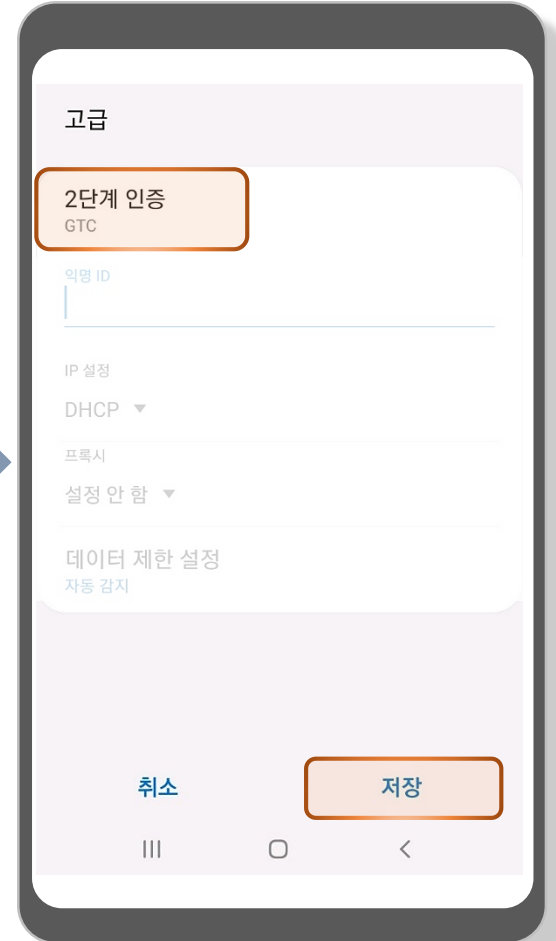 고급
2단계 인증
GTC
익명 ID
IP 설정
DHCP
프록시
설정 안 함
데이터 제한 설정
자동 감지
취소 저장